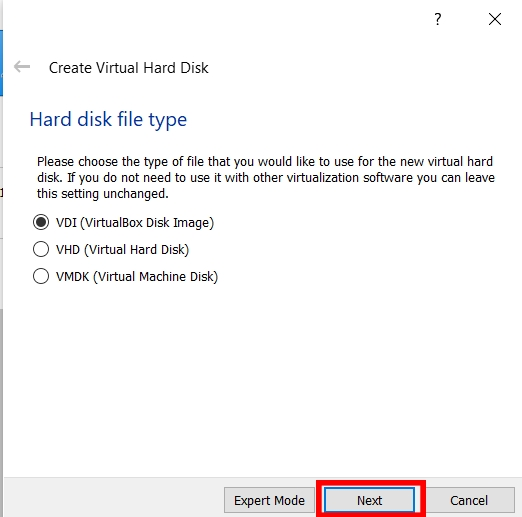 ?
Create Virtual Hard Disk
Hard disk file type
Please choose the type of file that you would like to use for the new virtual hard
disk. If you do not need to use it with other virtualization software you can leave
this setting unchanged.
VDI (VirtualBox Disk Image)
VHD (Virtual Hard Disk)
VMDK (Virtual Machine Disk)
Expert Mode Next Cancel